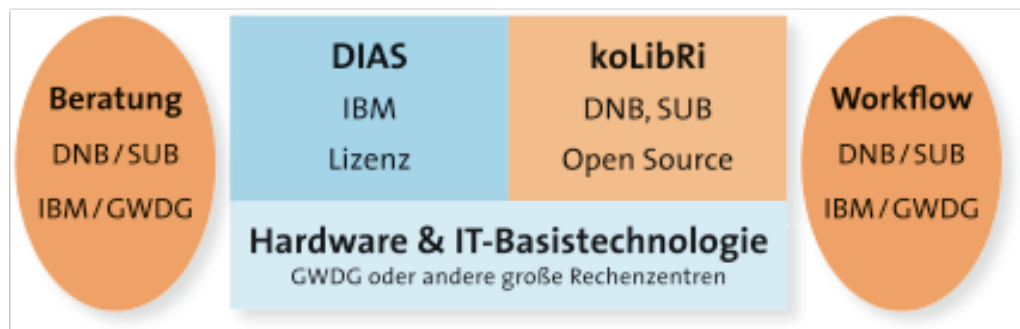 Beratung
DNB / SUB
IBM / GWDG
DIAS
IBM
Lizenz
koLibRi
DNB, SUB
Open Source
Hardware & IT-Basistechnologie
GWDG oder andere große Rechenzentren
Workflow
DNB / SUB
IBM / GWDG